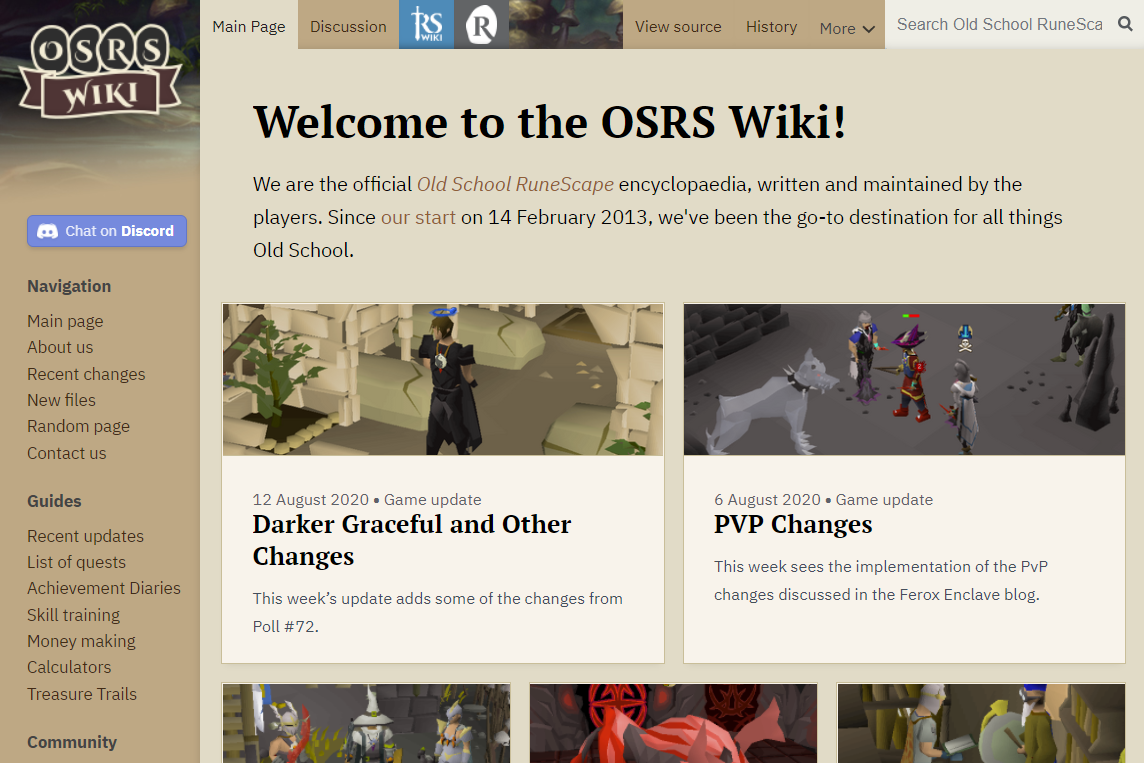 OSRS
WIKI
Main Page
Discussion
RS
WIKI
R
View source
History
More
Search Old School RuneSca
Chat on Discord
Navigation
Main page
About us
Recent changes
New files
Random page
Contact us
Guides
Recent updates
List of quests
Achievement Diaries
Skill training
Money making
Calculators
Treasure Trails
Community
Welcome to the OSRS Wiki!
We are the official Old School RuneScape encyclopaedia, written and maintained by the
players. Since our start on 14 February 2013, we've been the go-to destination for all things
Old School.
12 August 2020 • Game update
Darker Graceful and Other
Changes
This week’s update adds some of the changes from
Poll #72.
6 August 2020 • Game update
PVP Changes
This week sees the implementation of the PvP
changes discussed in the Ferox Enclave blog.